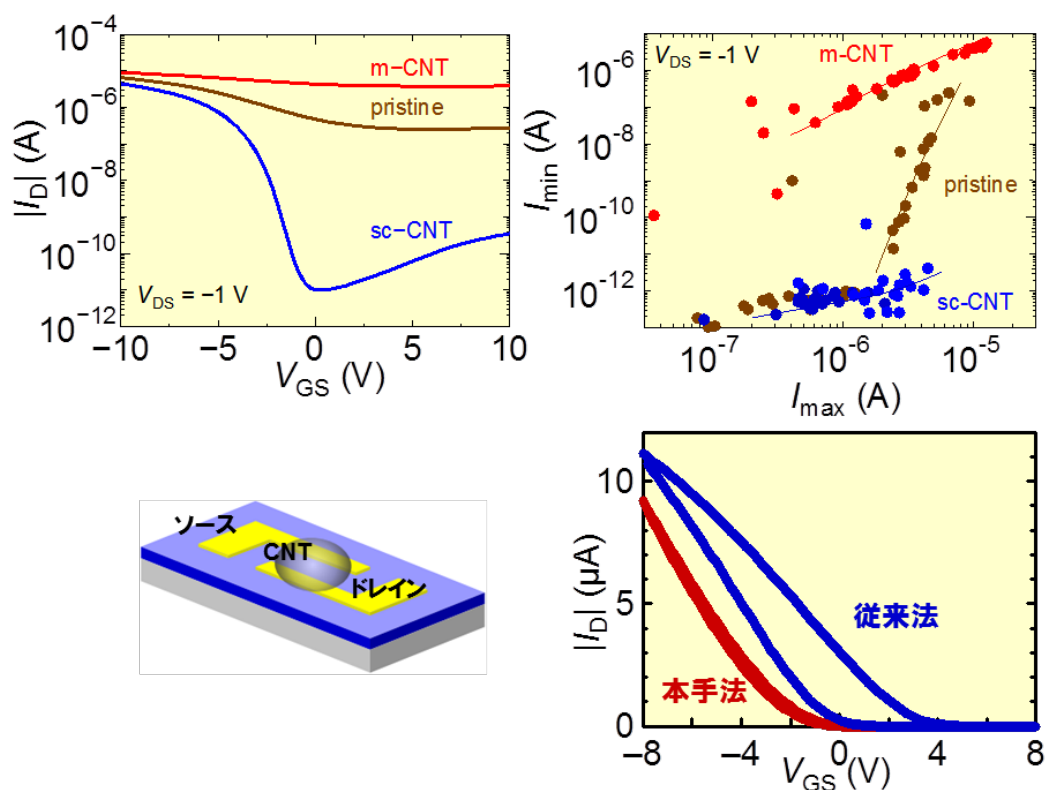 10⁻⁴
10⁻⁶
10⁻⁸
10⁻¹⁰
10⁻¹²
|I_D| (A)
m−CNT
pristine
sc−CNT
V_DS = −1 V
−10 −5 0 5 10
V_GS (V)
V_DS = -1 V
m-CNT
pristine
sc-CNT
10⁻⁶
10⁻⁸
10⁻¹⁰
10⁻¹²
I_min (A)
10⁻⁷ 10⁻⁶ 10⁻⁵
I_max (A)
ソース
CNT
ドレイン
10
5
0
|I_D| (µA)
従来法
本手法
−8 −4 0 4 8
V_GS (V)